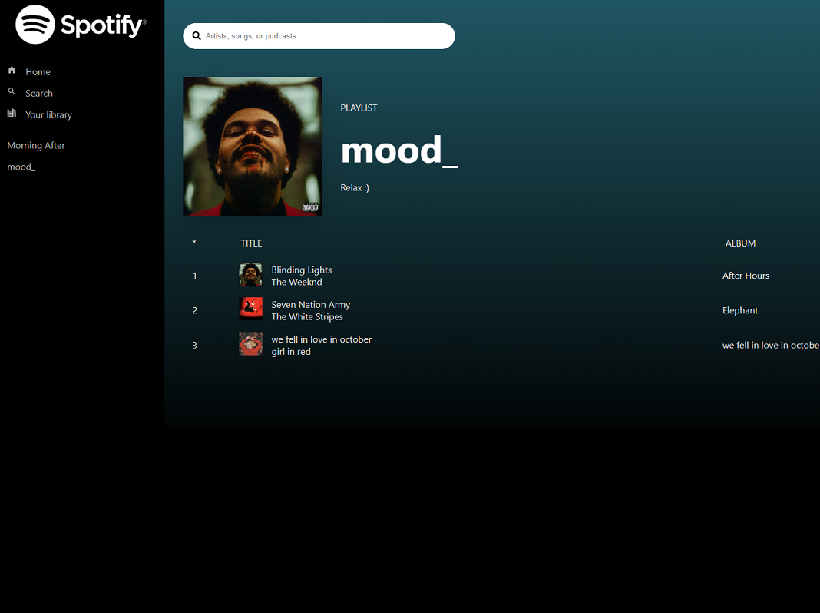 Spotify®
Artists, songs, or podcasts
Home
Search
Your library
Morning After
mood_
PLAYLIST
mood_
Relax :)
* TITLE ALBUM
1 Blinding Lights After Hours
The Weeknd
2 Seven Nation Army Elephant
The White Stripes
3 we fell in love in october we fell in love in octobe
girl in red